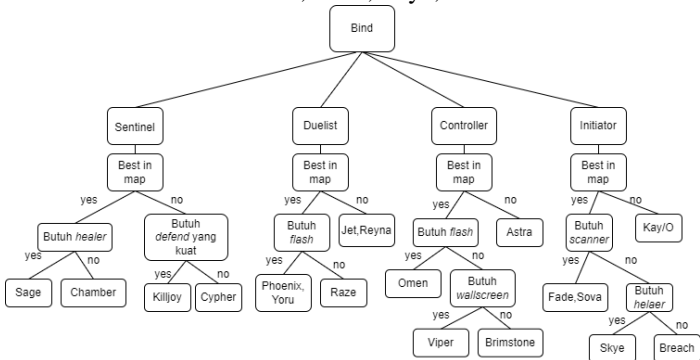 Bind
Sentinel
Duelist
Controller
Initiator
Best in
map
Best in
map
Best in
map
Best in
map
yes
no
yes
no
yes
no
yes
no
Butuh healer
Butuh
defend yang
kuat
Butuh
flash
Jet,Reyna
Butuh flash
Astra
Butuh
scanner
Kay/O
yes
no
yes
no
yes
no
yes
no
yes
no
Sage
Chamber
Killjoy
Cypher
Phoenix,
Yoru
Raze
Omen
Butuh
wallscreen
Fade,Sova
Butuh
helaer
yes
no
yes
no
Viper
Brimstone
Skye
Breach